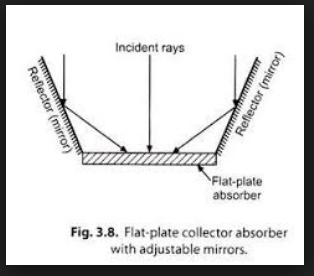 Incident rays
Reflector (mirror)
Reflector (mirror)
Flat-plate
absorber
Fig. 3.8. Flat-plate collector absorber
with adjustable mirrors.